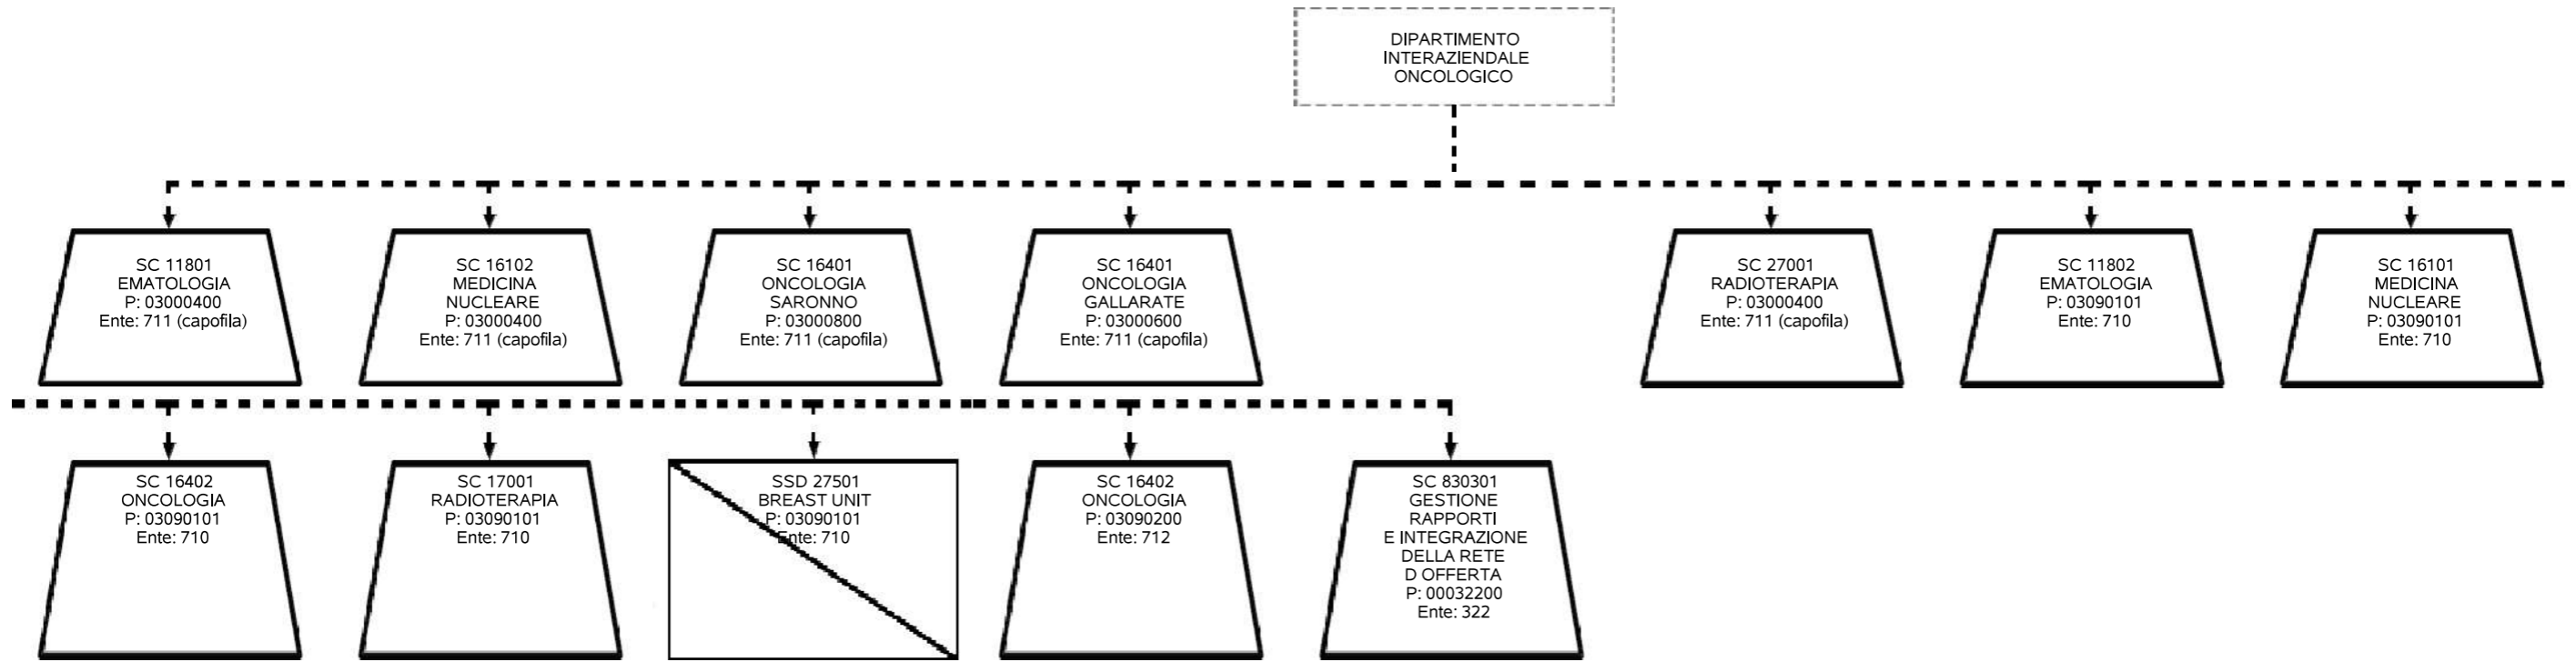 DIPARTIMENTO
INTERAZIENDALE
ONCOLOGICO
SC 11801
EMATOLOGIA
P: 03000400
Ente: 711 (capofila)
SC 16102
MEDICINA
NUCLEARE
P: 03000400
Ente: 711 (capofila)
SC 16401
ONCOLOGIA
SARONNO
P: 03000800
Ente: 711 (capofila)
SC 16401
ONCOLOGIA
GALLARATE
P: 03000600
Ente: 711 (capofila)
SC 27001
RADIOTERAPIA
P: 03000400
Ente: 711 (capofila)
SC 11802
EMATOLOGIA
P: 03090101
Ente: 710
SC 16101
MEDICINA
NUCLEARE
P: 03090101
Ente: 710
SC 16402
ONCOLOGIA
P: 03090101
Ente: 710
SC 17001
RADIOTERAPIA
P: 03090101
Ente: 710
SSD 27501
BREAST UNIT
P: 03090101
Ente: 710
SC 16402
ONCOLOGIA
P: 03090200
Ente: 712
SC 830301
GESTIONE
RAPPORTI
E INTEGRAZIONE
DELLA RETE
D OFFERTA
P: 00032200
Ente: 322